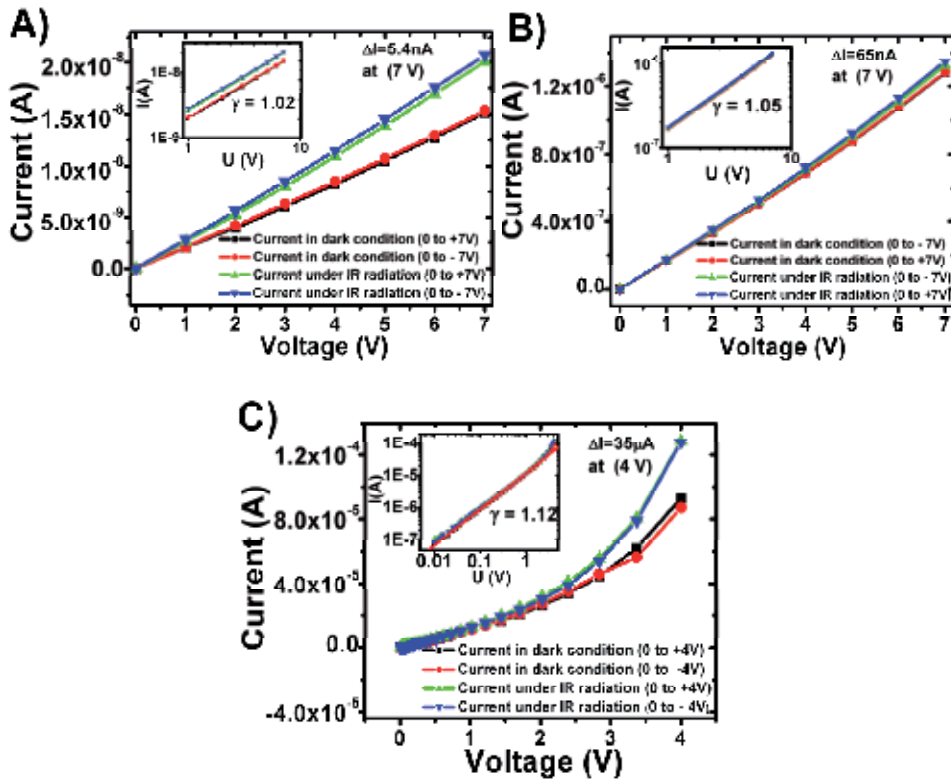 A)
ΔI=5.4nA
at (7 V)
2.0x10⁻⁸
1.5x10⁻⁸
1.0x10⁻⁸
5.0x10⁻⁹
0.0
Current (A)
1E-8
1E-9
I(A)
γ = 1.02
1 10
U (V)
Current in dark condition (0 to +7V)
Current in dark condition (0 to - 7V)
Current under IR radiation (0 to +7V)
Current under IR radiation (0 to - 7V)
0 1 2 3 4 5 6 7
Voltage (V)
B)
ΔI=65nA
at (7 V)
1.2x10⁻⁶
8.0x10⁻⁷
4.0x10⁻⁷
0.0
Current (A)
I(A)
10⁻⁷
γ = 1.05
1 10
U (V)
Current in dark condition (0 to - 7V)
Current in dark condition (0 to +7V)
Current under IR radiation (0 to - 7V)
Current under IR radiation (0 to +7V)
0 1 2 3 4 5 6 7
Voltage (V)
C)
ΔI=35µA
at (4 V)
1.2x10⁻⁴
8.0x10⁻⁵
4.0x10⁻⁵
0.0
-4.0x10⁻⁵
Current (A)
1E-4
1E-5
1E-6
1E-7
I(A)
γ = 1.12
0.01 0.1 1
U (V)
Current in dark condition (0 to +4V)
Current in dark condition (0 to -4V)
Current under IR radiation (0 to +4V)
Current under IR radiation (0 to - 4V)
0 1 2 3 4
Voltage (V)